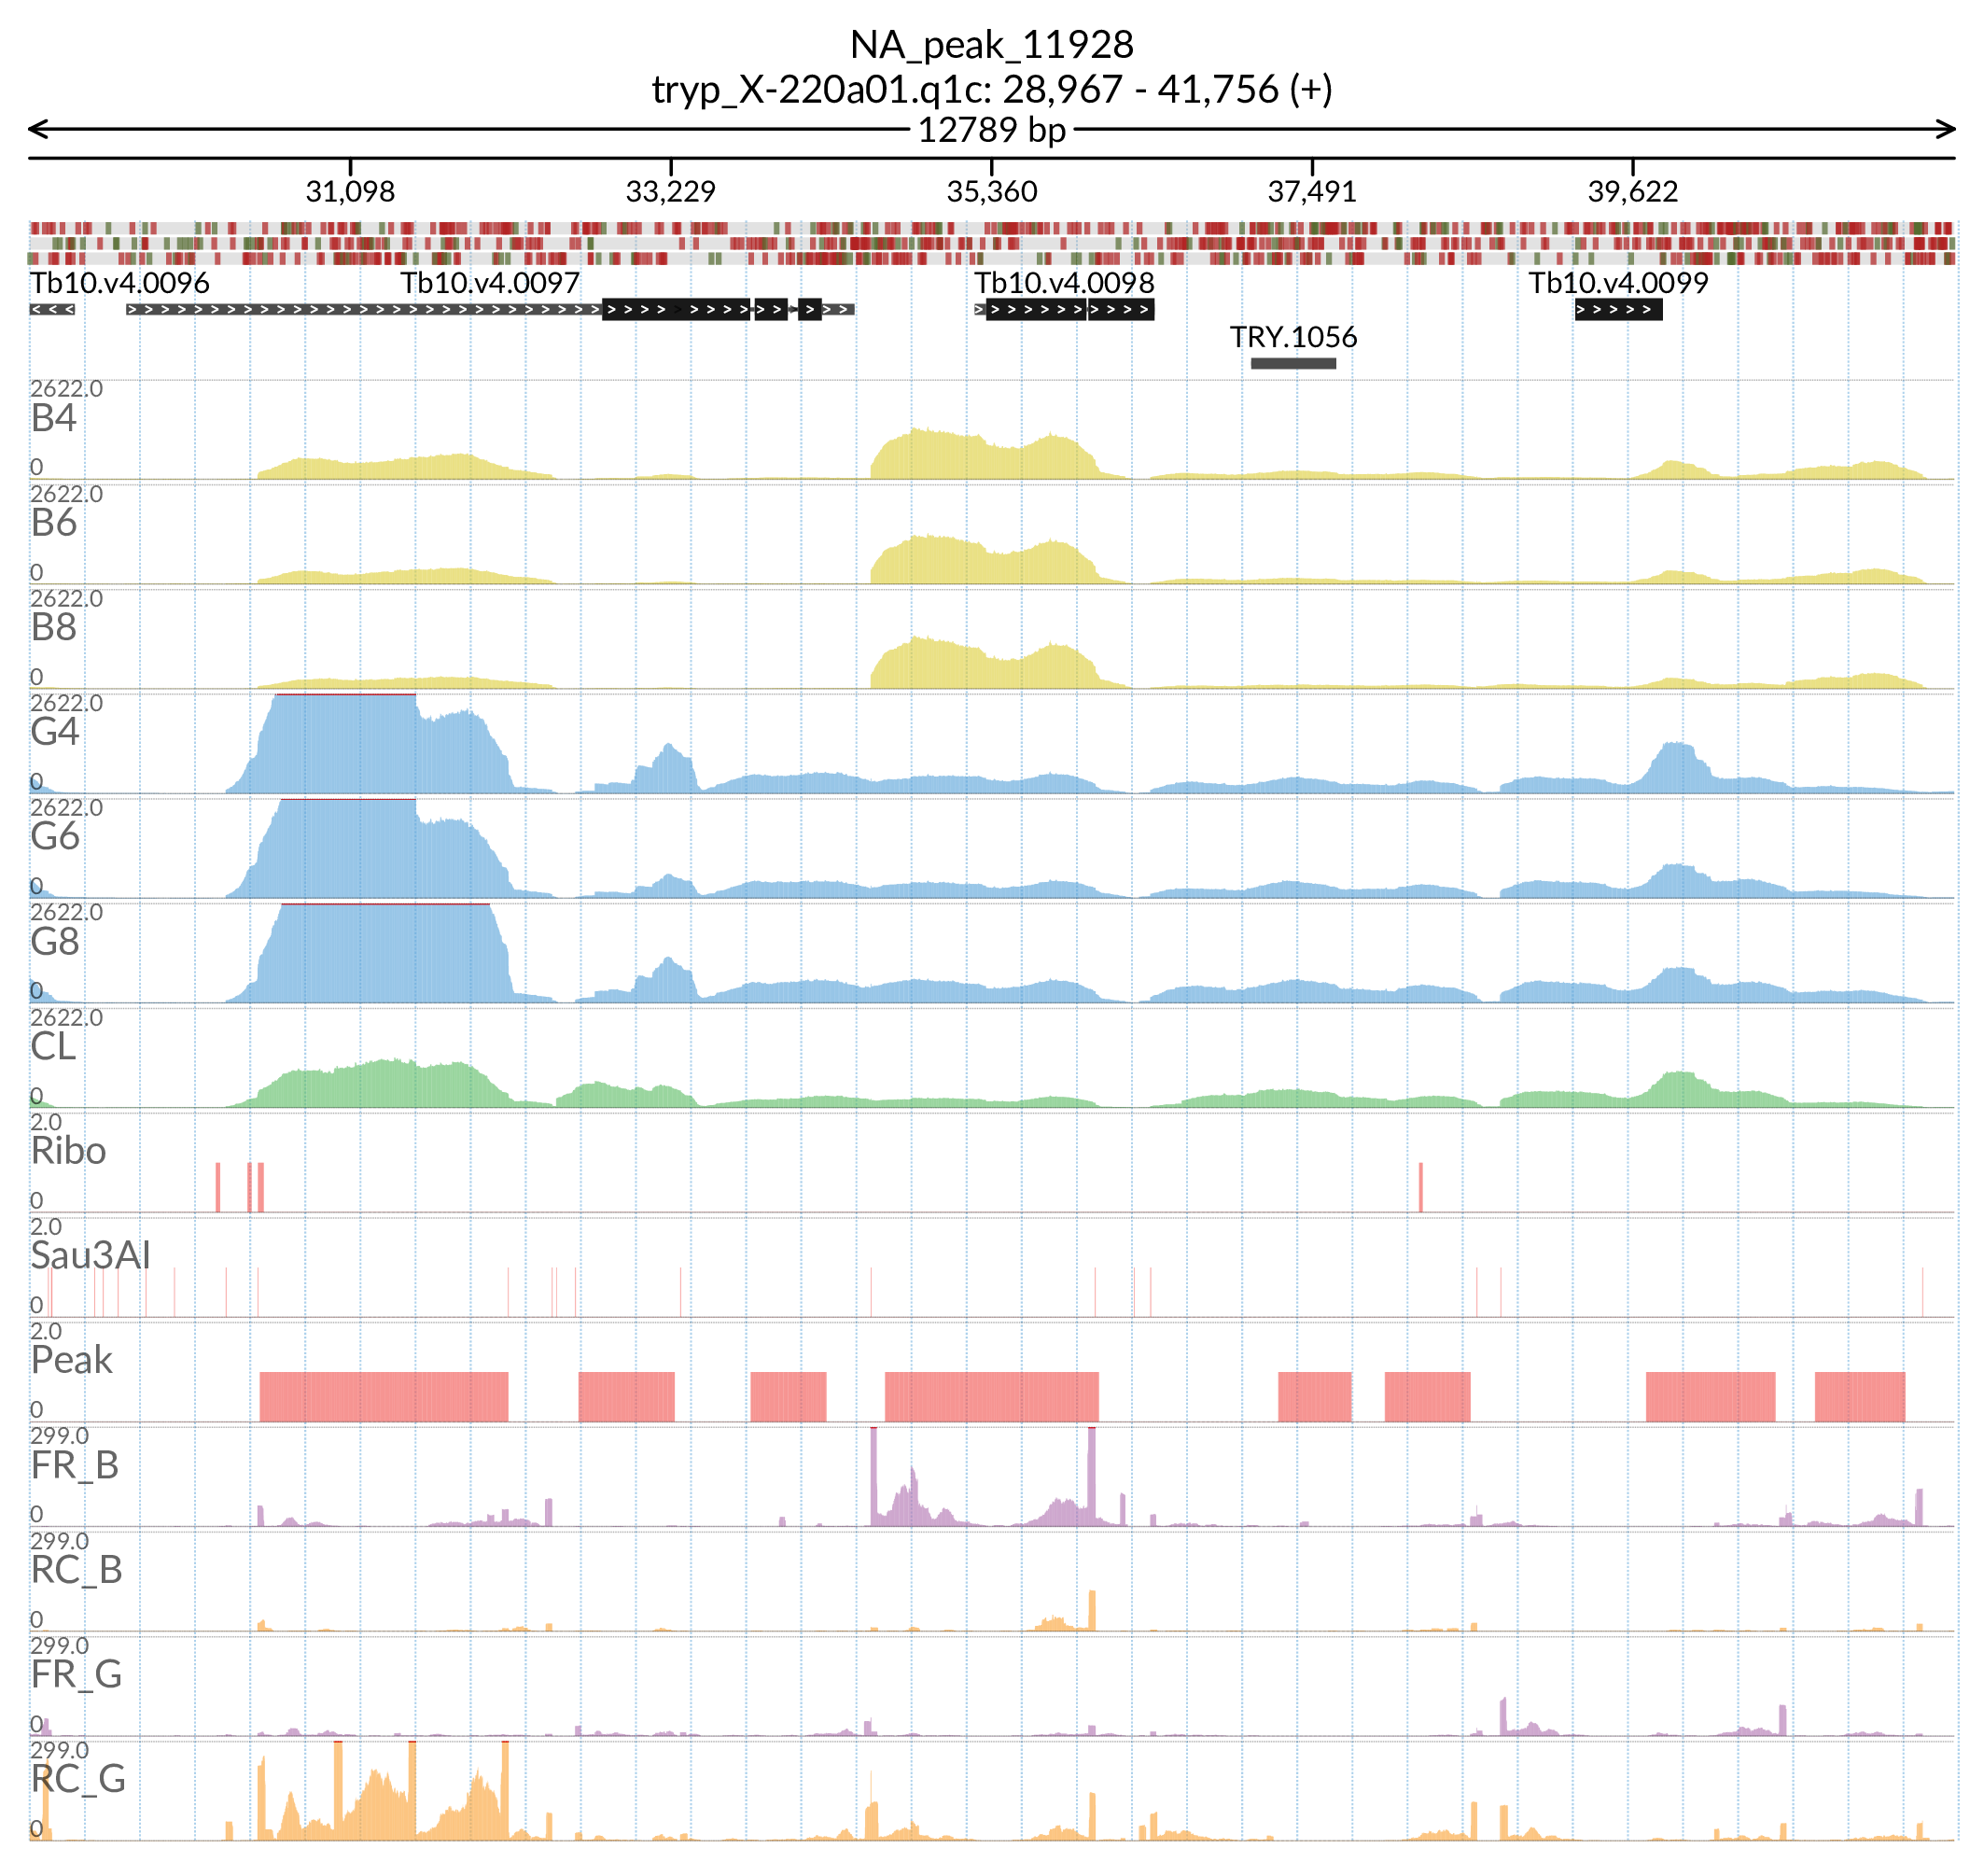 NA_peak_11928
tryp_X-220a01.q1c: 28,967 - 41,756 (+)
12789 bp
31,098 33,229 35,360 37,491 39,622
Tb10.v4.0096 Tb10.v4.0097 Tb10.v4.0098 Tb10.v4.0099
TRY.1056
2622.0
B4
0
2622.0
B6
0
2622.0
B8
0
2622.0
G4
0
2622.0
G6
0
2622.0
G8
0
2622.0
CL
0
2.0
Ribo
0
2.0
Sau3AI
0
2.0
Peak
0
299.0
FR_B
0
299.0
RC_B
0
299.0
FR_G
0
299.0
RC_G
0